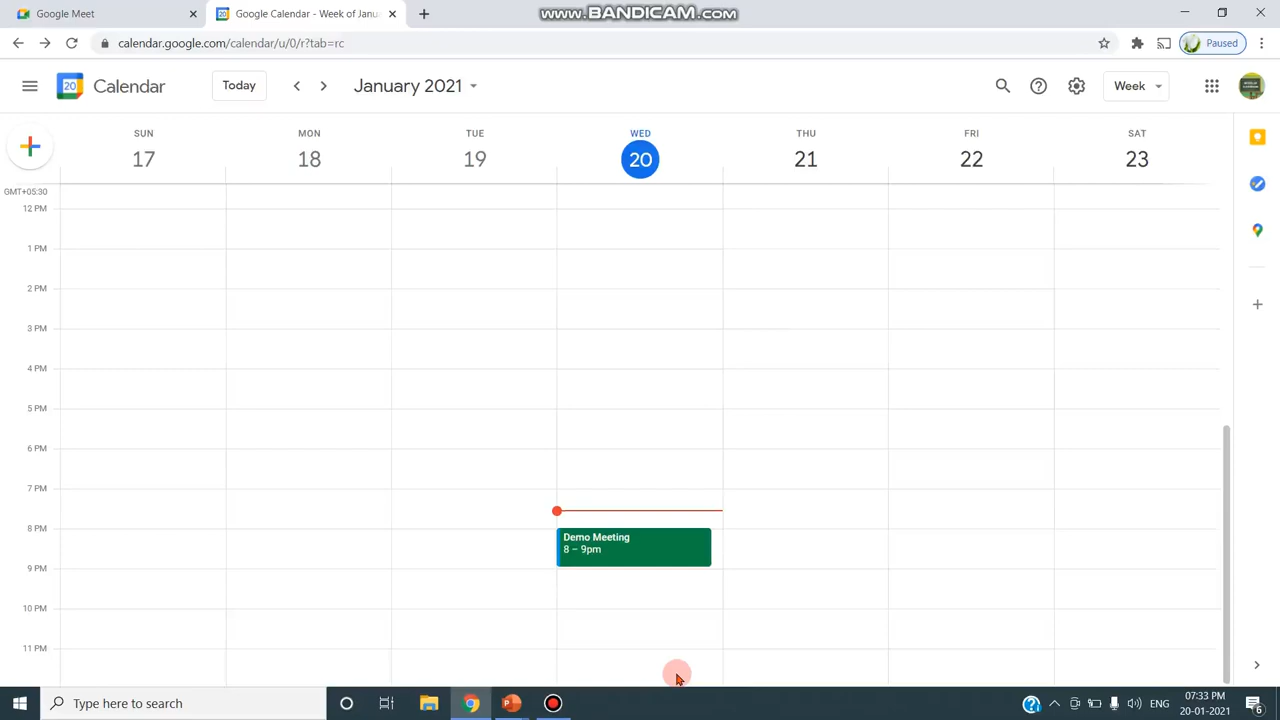 Google Meet
Google Calendar - Week of Janu
WWW.BANDICAM.COM
calendar.google.com/calendar/u/0/r?tab=rc
Paused
20
Calendar
Today
January 2021
Week
SUN MON TUE WED THU FRI SAT
17 18 19 20 21 22 23
GMT+05:30
12 PM
1 PM
2 PM
3 PM
4 PM
5 PM
6 PM
7 PM
8 PM
Demo Meeting
8 – 9pm
9 PM
10 PM
11 PM
Type here to search
ENG
07:33 PM
20-01-2021
6